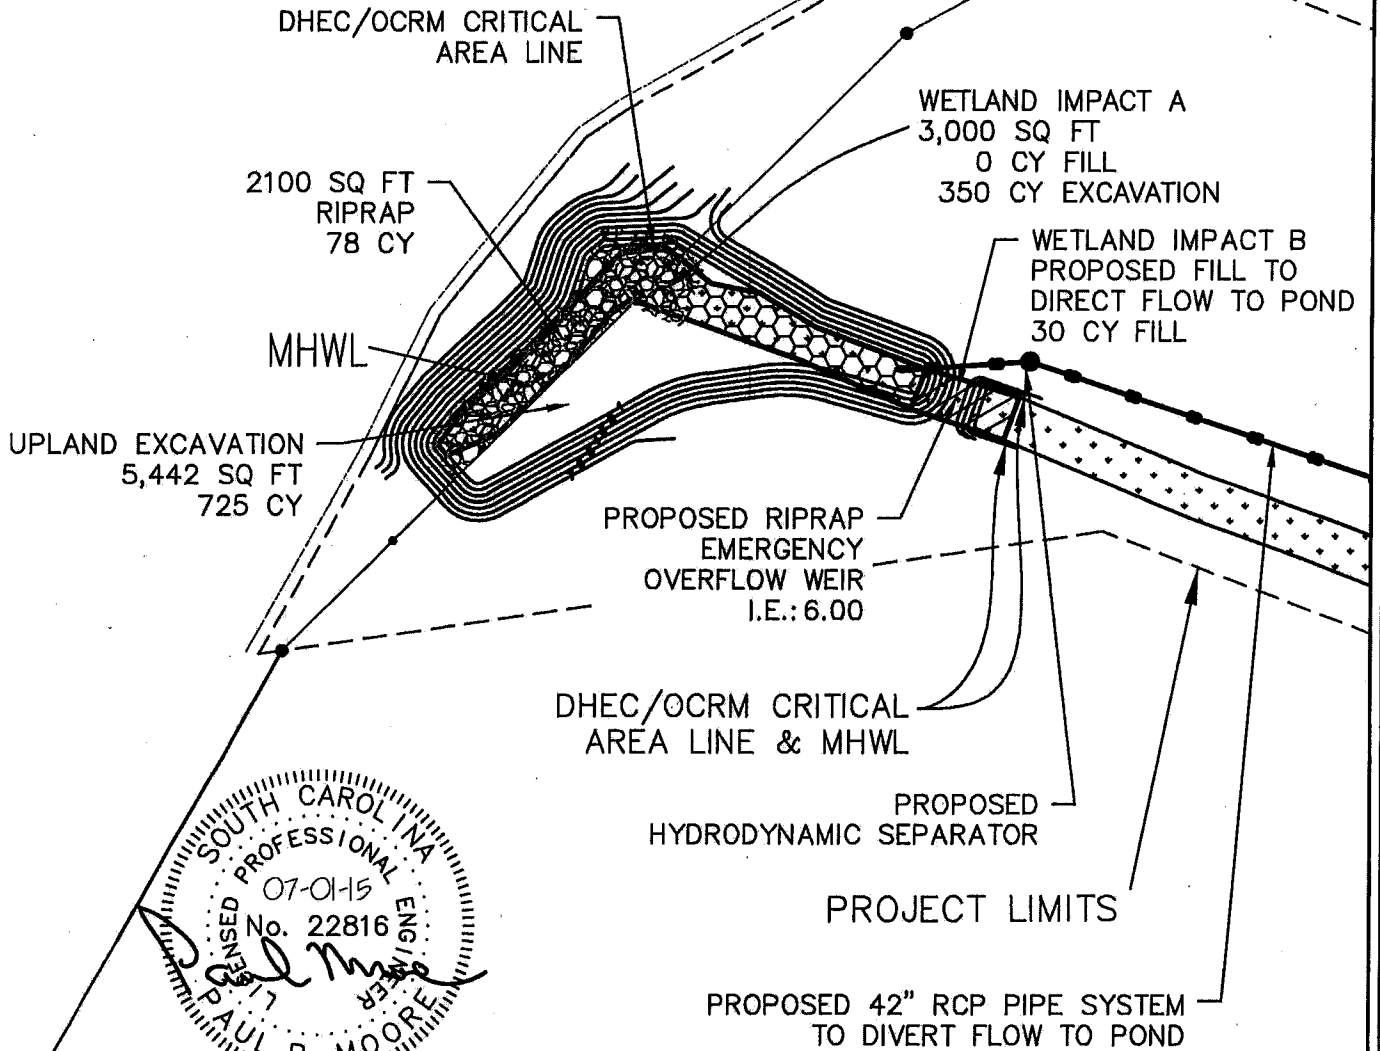 DHEC/OCRM CRITICAL
AREA LINE
WETLAND IMPACT A
3,000 SQ FT
0 CY FILL
350 CY EXCAVATION
2100 SQ FT
RIPRAP
78 CY
WETLAND IMPACT B
PROPOSED FILL TO
DIRECT FLOW TO POND
30 CY FILL
MHWL
UPLAND EXCAVATION
5,442 SQ FT
725 CY
PROPOSED RIPRAP
EMERGENCY
OVERFLOW WEIR
I.E.: 6.00
DHEC/OCRM CRITICAL
AREA LINE & MHWL
PROPOSED
HYDRODYNAMIC SEPARATOR
PROJECT LIMITS
PROPOSED 42" RCP PIPE SYSTEM
TO DIVERT FLOW TO POND
SOUTH CAROLINA
LICENSED PROFESSIONAL ENGINEER
07-01-15
No. 22816
Paul Moore
PAUL MOORE